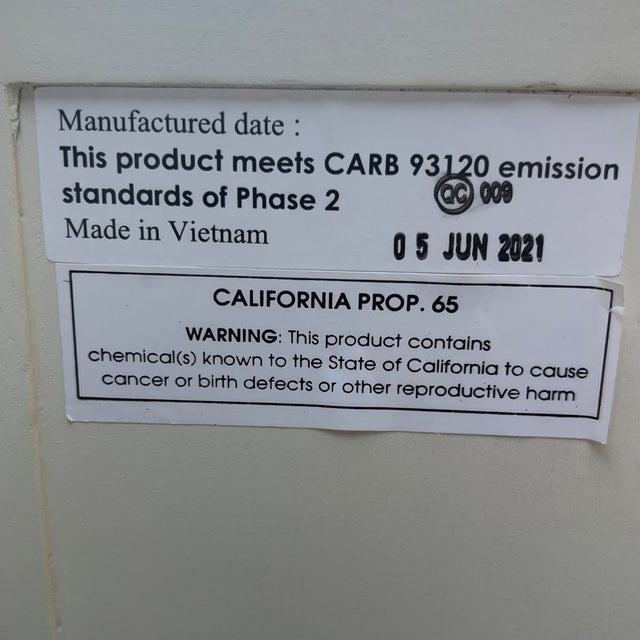 Manufactured date :
This product meets CARB 93120 emission
standards of Phase 2
QC 009
Made in Vietnam
05 JUN 2021
CALIFORNIA PROP. 65
WARNING: This product contains
chemical(s) known to the State of California to cause
cancer or birth defects or other reproductive harm